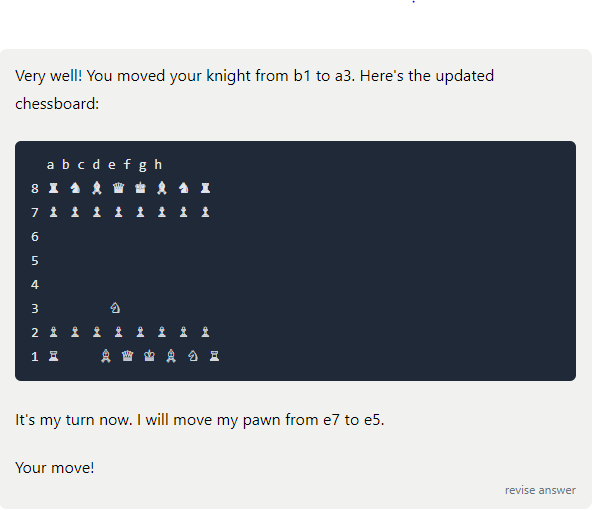 Very well! You moved your knight from b1 to a3. Here's the updated
chessboard:
a b c d e f g h
8 ♜ ♞ ♝ ♛ ♚ ♝ ♞ ♜
7 ♟ ♟ ♟ ♟ ♟ ♟ ♟ ♟
6
5
4
3 ♘
2 ♙ ♙ ♙ ♙ ♙ ♙ ♙ ♙
1 ♖ ♗ ♕ ♔ ♗ ♘ ♖
It's my turn now. I will move my pawn from e7 to e5.
Your move!
revise answer